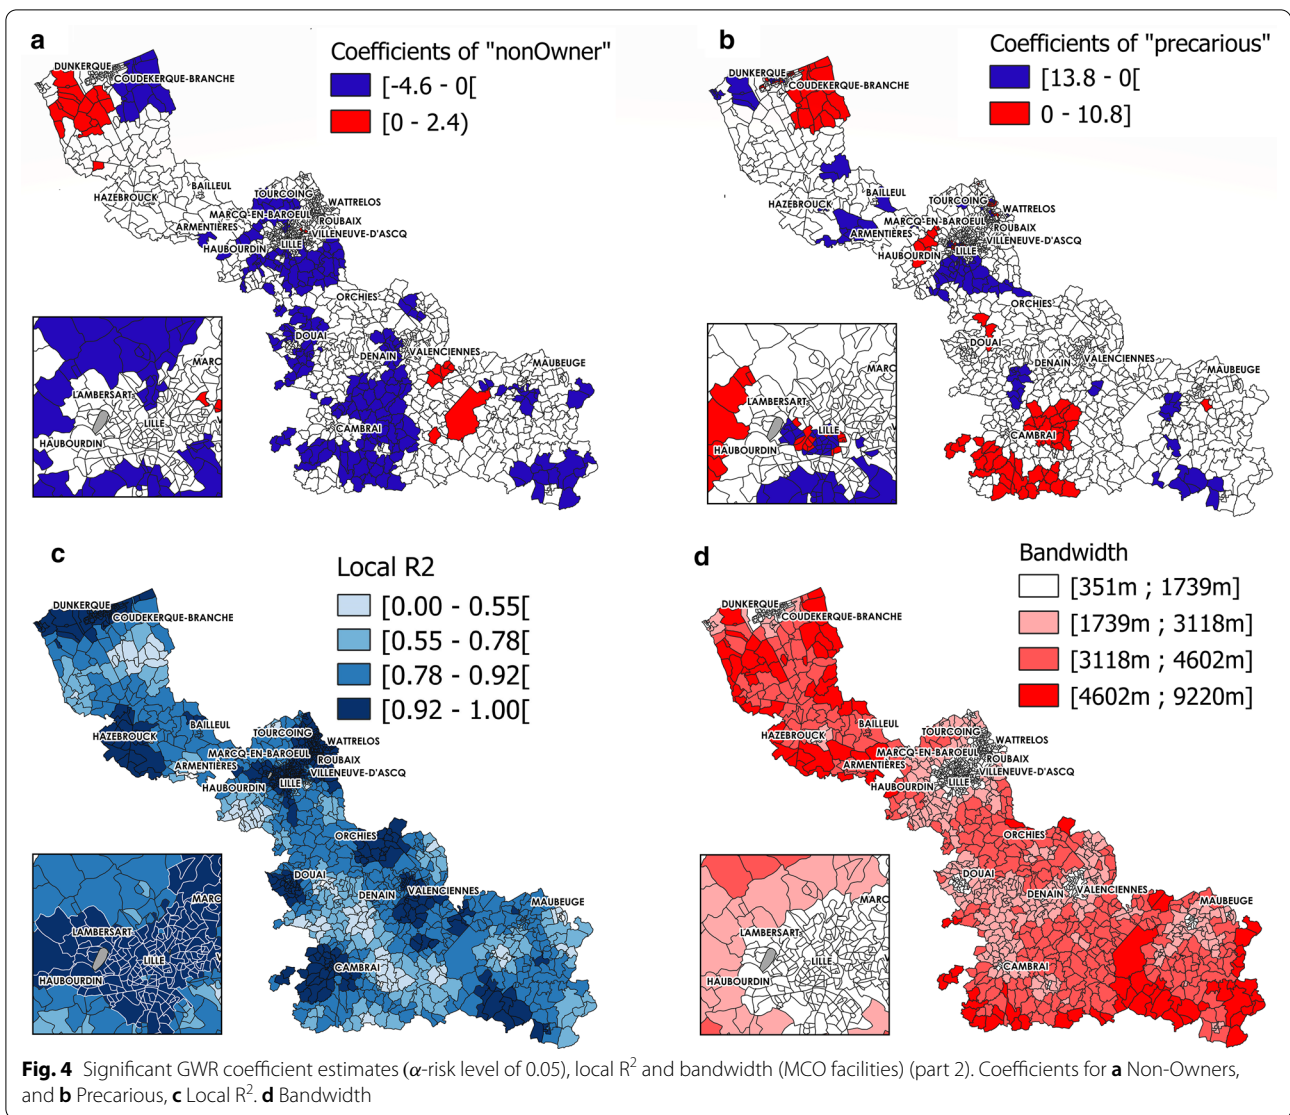 a
Coefficients of "nonOwner"
[-4.6 - 0[
[0 - 2.4)
DUNKERQUE
COUDEKERQUE-BRANCHE
BAILLEUL
HAZEBROUCK
TOURCOING
WATTRELOS
MARCQ-EN-BAROEUL
ROUBAIX
ARMENTIÈRES
VILLENEUVE-D'ASCQ
HAUBOURDIN
LILLE
ORCHIES
DOUAI
DENAIN
VALENCIENNES
MAUBEUGE
CAMBRAI
MARC
LAMBERSART
LILLE
HAUBOURDIN
b
Coefficients of "precarious"
[13.8 - 0[
0 - 10.8]
DUNKERQUE
COUDEKERQUE-BRANCHE
BAILLEUL
HAZEBROUCK
TOURCOING
WATTRELOS
MARCQ-EN-BAROEUL
ROUBAIX
ARMENTIÈRES
VILLENEUVE-D'ASCQ
HAUBOURDIN
LILLE
ORCHIES
DOUAI
DENAIN
VALENCIENNES
MAUBEUGE
CAMBRAI
MARC
LAMBERSART
LILLE
HAUBOURDIN
c
Local R2
[0.00 - 0.55[
[0.55 - 0.78[
[0.78 - 0.92[
[0.92 - 1.00[
DUNKERQUE
COUDEKERQUE-BRANCHE
BAILLEUL
HAZEBROUCK
TOURCOING
WATTRELOS
MARCQ-EN-BAROEUL
ROUBAIX
ARMENTIÈRES
VILLENEUVE-D'ASCQ
HAUBOURDIN
LILLE
ORCHIES
DOUAI
DENAIN
VALENCIENNES
MAUBEUGE
CAMBRAI
MARC
LAMBERSART
LILLE
HAUBOURDIN
d
Bandwidth
[351m ; 1739m]
[1739m ; 3118m]
[3118m ; 4602m]
[4602m ; 9220m]
DUNKERQUE
COUDEKERQUE-BRANCHE
BAILLEUL
HAZEBROUCK
TOURCOING
WATTRELOS
MARCQ-EN-BAROEUL
ROUBAIX
ARMENTIÈRES
VILLENEUVE-D'ASCQ
HAUBOURDIN
LILLE
ORCHIES
DOUAI
DENAIN
VALENCIENNES
MAUBEUGE
CAMBRAI
MARC
LAMBERSART
LILLE
HAUBOURDIN
Fig. 4 Significant GWR coefficient estimates (α-risk level of 0.05), local R² and bandwidth (MCO facilities) (part 2). Coefficients for a Non-Owners,
and b Precarious, c Local R². d Bandwidth